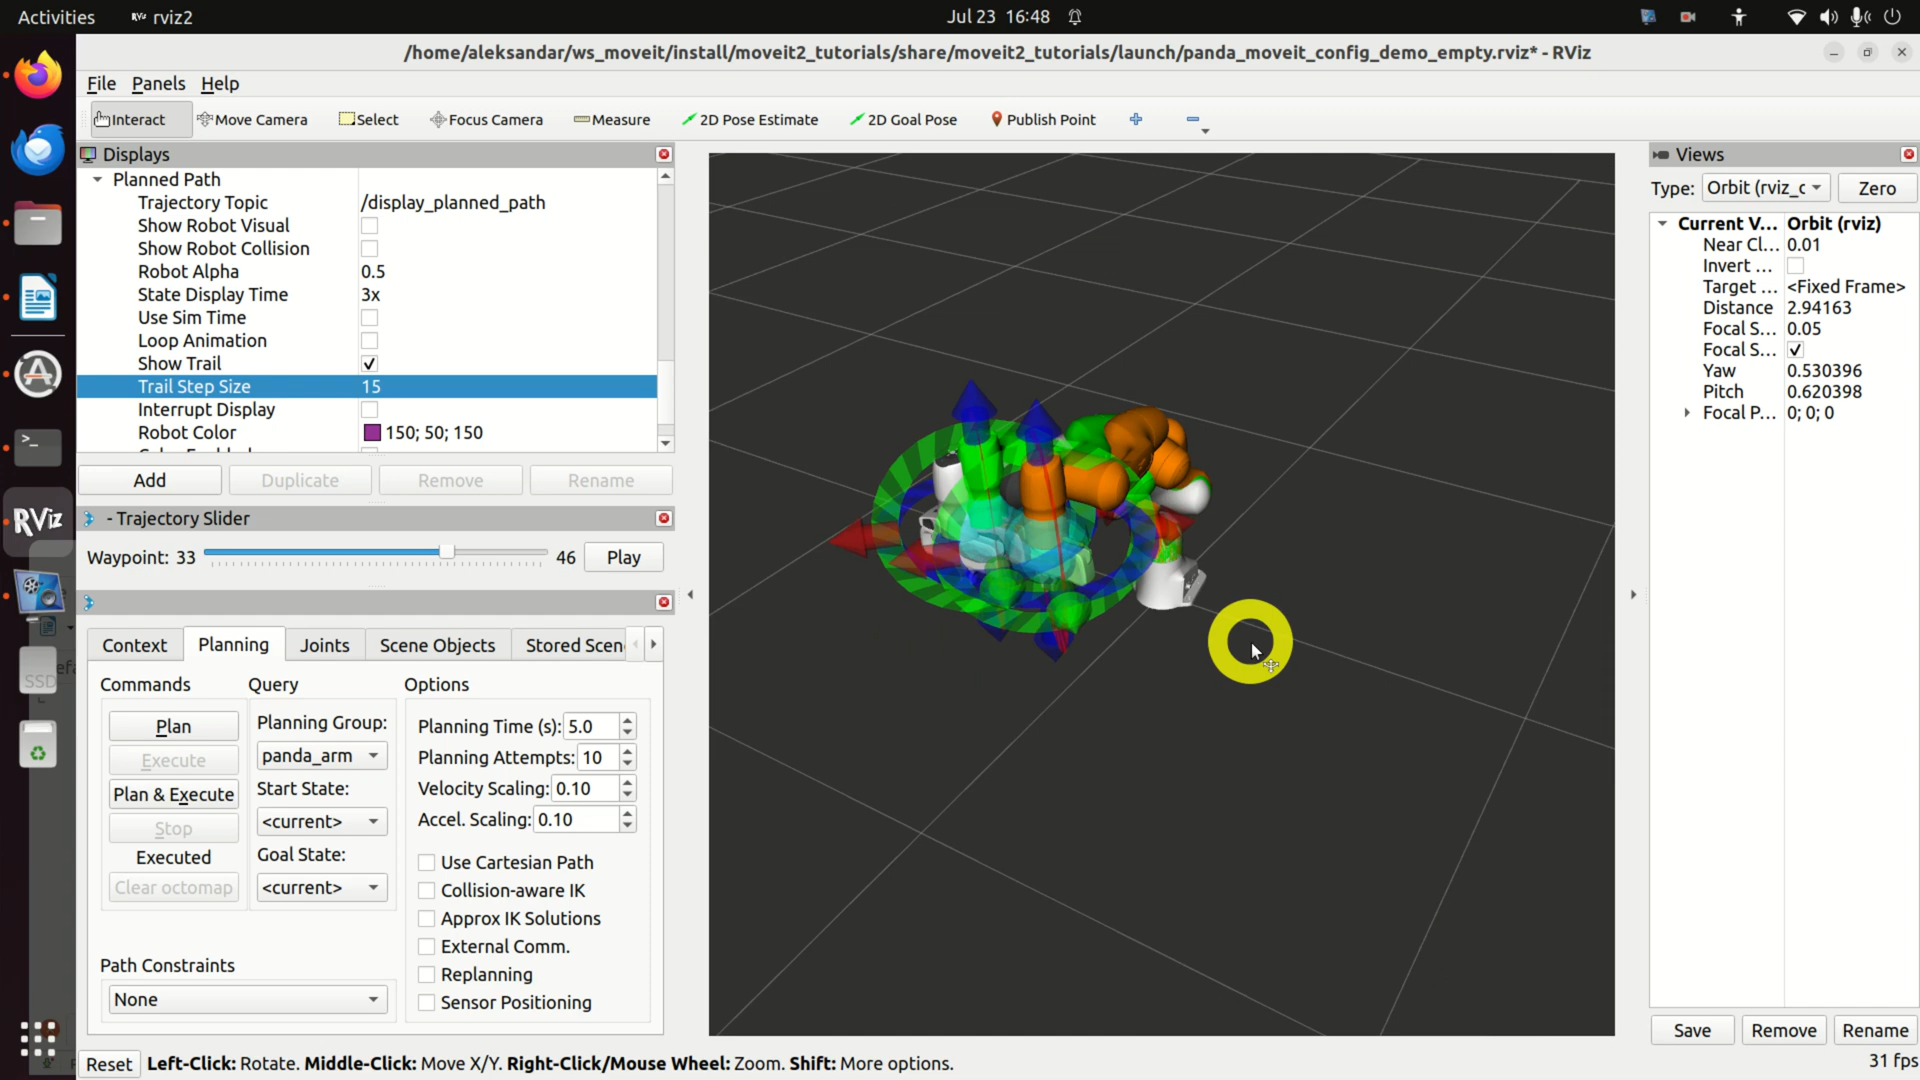 Activities
RViz rviz2
Jul 23 16:48
/home/aleksandar/ws_moveit/install/moveit2_tutorials/share/moveit2_tutorials/launch/panda_moveit_config_demo_empty.rviz* - RViz
File Panels Help
Interact Move Camera Select Focus Camera Measure 2D Pose Estimate 2D Goal Pose Publish Point
Displays
Planned Path
Trajectory Topic /display_planned_path
Show Robot Visual
Show Robot Collision
Robot Alpha 0.5
State Display Time 3x
Use Sim Time
Loop Animation
Show Trail
Trail Step Size 15
Interrupt Display
Robot Color 150; 50; 150
Add Duplicate Remove Rename
RViz
- Trajectory Slider
Waypoint: 33 46 Play
Context Planning Joints Scene Objects Stored Scen
SSD
Commands Query Options
Plan
Execute
Plan & Execute
Stop
Executed
Clear octomap
Planning Group:
panda_arm
Start State:
<current>
Goal State:
<current>
Planning Time (s): 5.0
Planning Attempts: 10
Velocity Scaling: 0.10
Accel. Scaling: 0.10
Use Cartesian Path
Collision-aware IK
Approx IK Solutions
External Comm.
Replanning
Sensor Positioning
Path Constraints
None
Views
Type: Orbit (rviz_c Zero
Current V... Orbit (rviz)
Near Cl... 0.01
Invert ...
Target ... <Fixed Frame>
Distance 2.94163
Focal S... 0.05
Focal S...
Yaw 0.530396
Pitch 0.620398
Focal P... 0; 0; 0
Save Remove Rename
Reset Left-Click: Rotate. Middle-Click: Move X/Y. Right-Click/Mouse Wheel: Zoom. Shift: More options.
31 fps